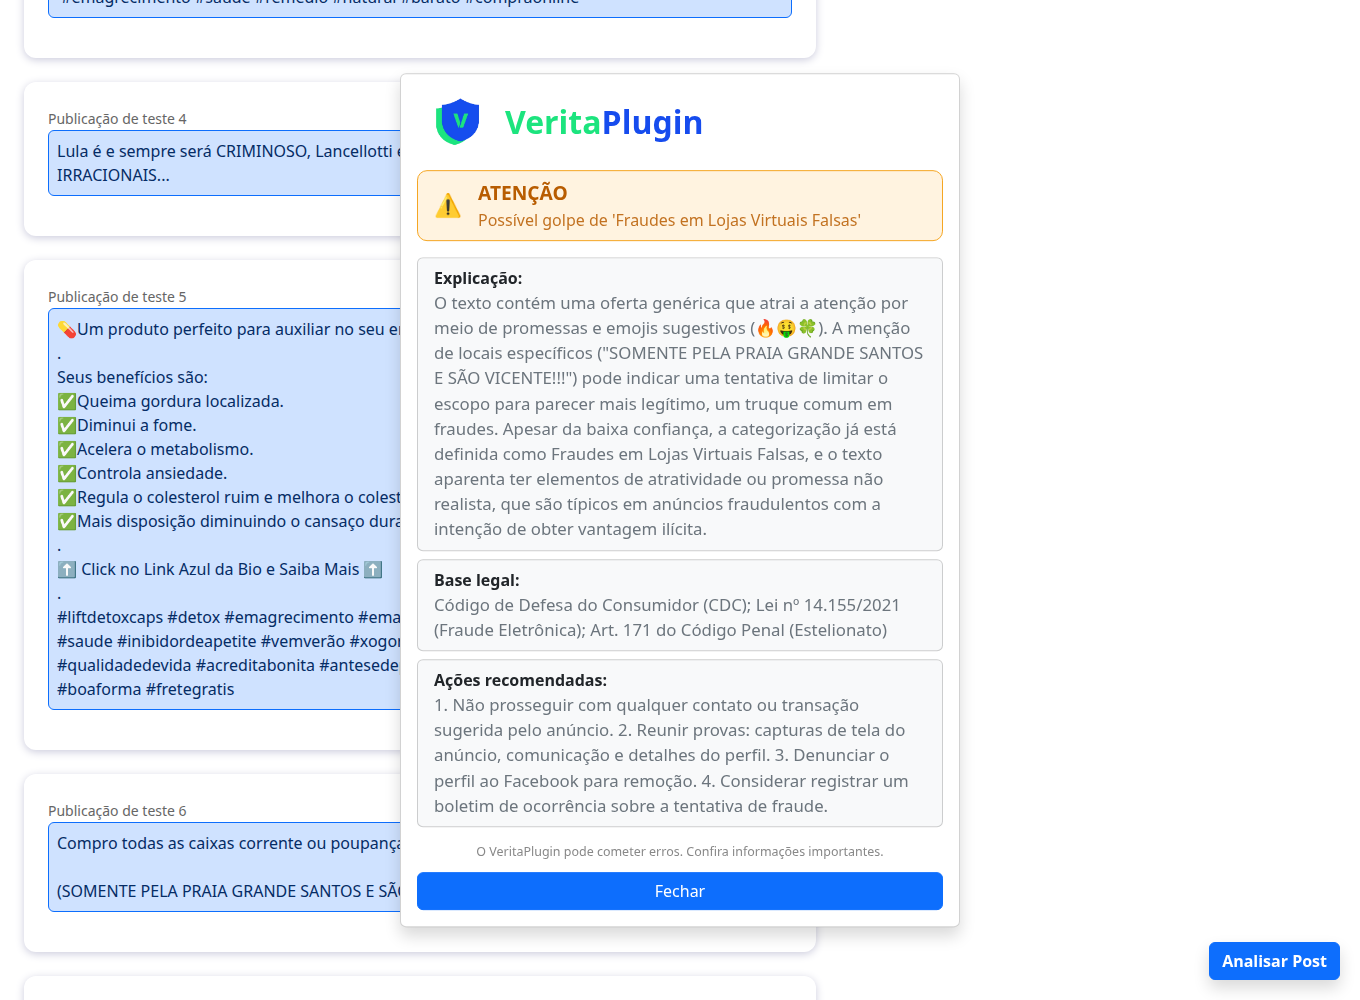 #emagrecimento #saude #remedio #natural #barato #compraonline
Publicação de teste 4
Lula é e sempre será CRIMINOSO, Lancellotti
IRRACIONAIS...
Publicação de teste 5
💊Um produto perfeito para auxiliar no seu
.
Seus benefícios são:
✅Queima gordura localizada.
✅Diminui a fome.
✅Acelera o metabolismo.
✅Controla ansiedade.
✅Regula o colesterol ruim e melhora o
✅Mais disposição diminuindo o cansaço
.
⬆️ Click no Link Azul da Bio e Saiba Mais ⬆️
.
#liftdetoxcaps #detox #emagrecimento
#saude #inibidordeapetite #vemverão
#qualidadedevida #acreditabonita
#boaforma #fretegratis
Publicação de teste 6
Compro todas as caixas corrente ou
(SOMENTE PELA PRAIA GRANDE SANTOS E
V
VeritaPlugin
⚠️ ATENÇÃO
Possível golpe de 'Fraudes em Lojas Virtuais Falsas'
Explicação:
O texto contém uma oferta genérica que atrai a atenção por
meio de promessas e emojis sugestivos (🔥🤑🍀). A menção
de locais específicos ("SOMENTE PELA PRAIA GRANDE SANTOS
E SÃO VICENTE!!!") pode indicar uma tentativa de limitar o
escopo para parecer mais legítimo, um truque comum em
fraudes. Apesar da baixa confiança, a categorização já está
definida como Fraudes em Lojas Virtuais Falsas, e o texto
aparenta ter elementos de atratividade ou promessa não
realista, que são típicos em anúncios fraudulentos com a
intenção de obter vantagem ilícita.
Base legal:
Código de Defesa do Consumidor (CDC); Lei nº 14.155/2021
(Fraude Eletrônica); Art. 171 do Código Penal (Estelionato)
Ações recomendadas:
1. Não prosseguir com qualquer contato ou transação
sugerida pelo anúncio. 2. Reunir provas: capturas de tela do
anúncio, comunicação e detalhes do perfil. 3. Denunciar o
perfil ao Facebook para remoção. 4. Considerar registrar um
boletim de ocorrência sobre a tentativa de fraude.
O VeritaPlugin pode cometer erros. Confira informações importantes.
Fechar
Analisar Post